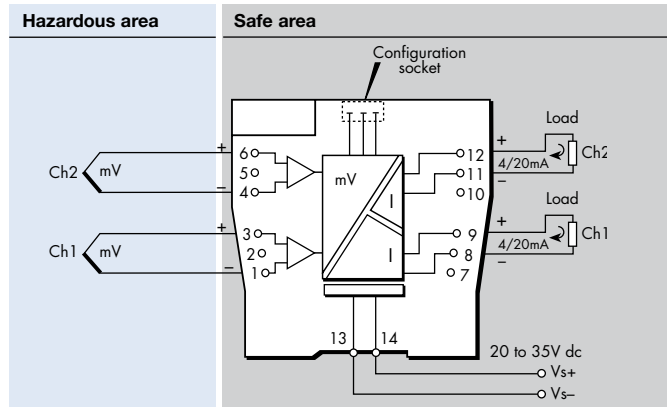 Hazardous area
Safe area
Configuration
socket
Load
+
Ch2
4/20mA
–
12
11
10
+
6
5
–
4
Ch2
mV
mV
I
I
Load
+
Ch1
4/20mA
–
9
8
7
+
3
2
–
1
Ch1
mV
13
14
20 to 35V dc
Vs+
Vs–